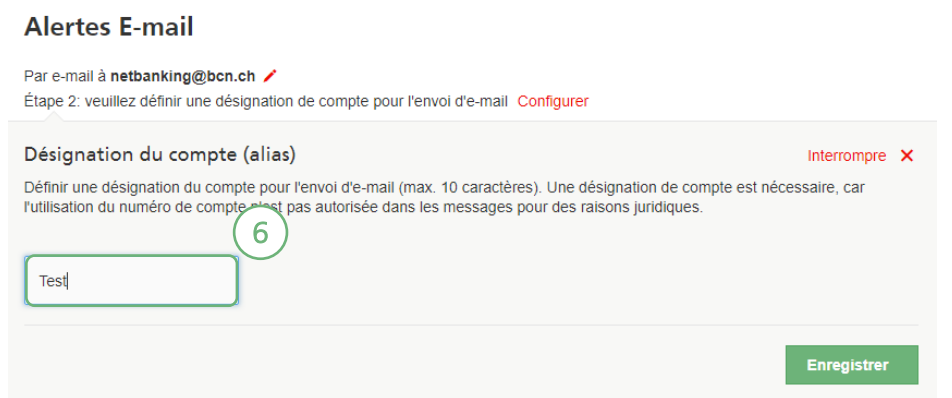 Alertes E-mail
Par e-mail à netbanking@bcn.ch
Étape 2: veuillez définir une désignation de compte pour l'envoi d'e-mail Configurer
Désignation du compte (alias)
Interrompre
Définir une désignation du compte pour l'envoi d'e-mail (max. 10 caractères). Une désignation de compte est nécessaire, car
l'utilisation du numéro de compte n'est pas autorisée dans les messages pour des raisons juridiques.
6
Test
Enregistrer